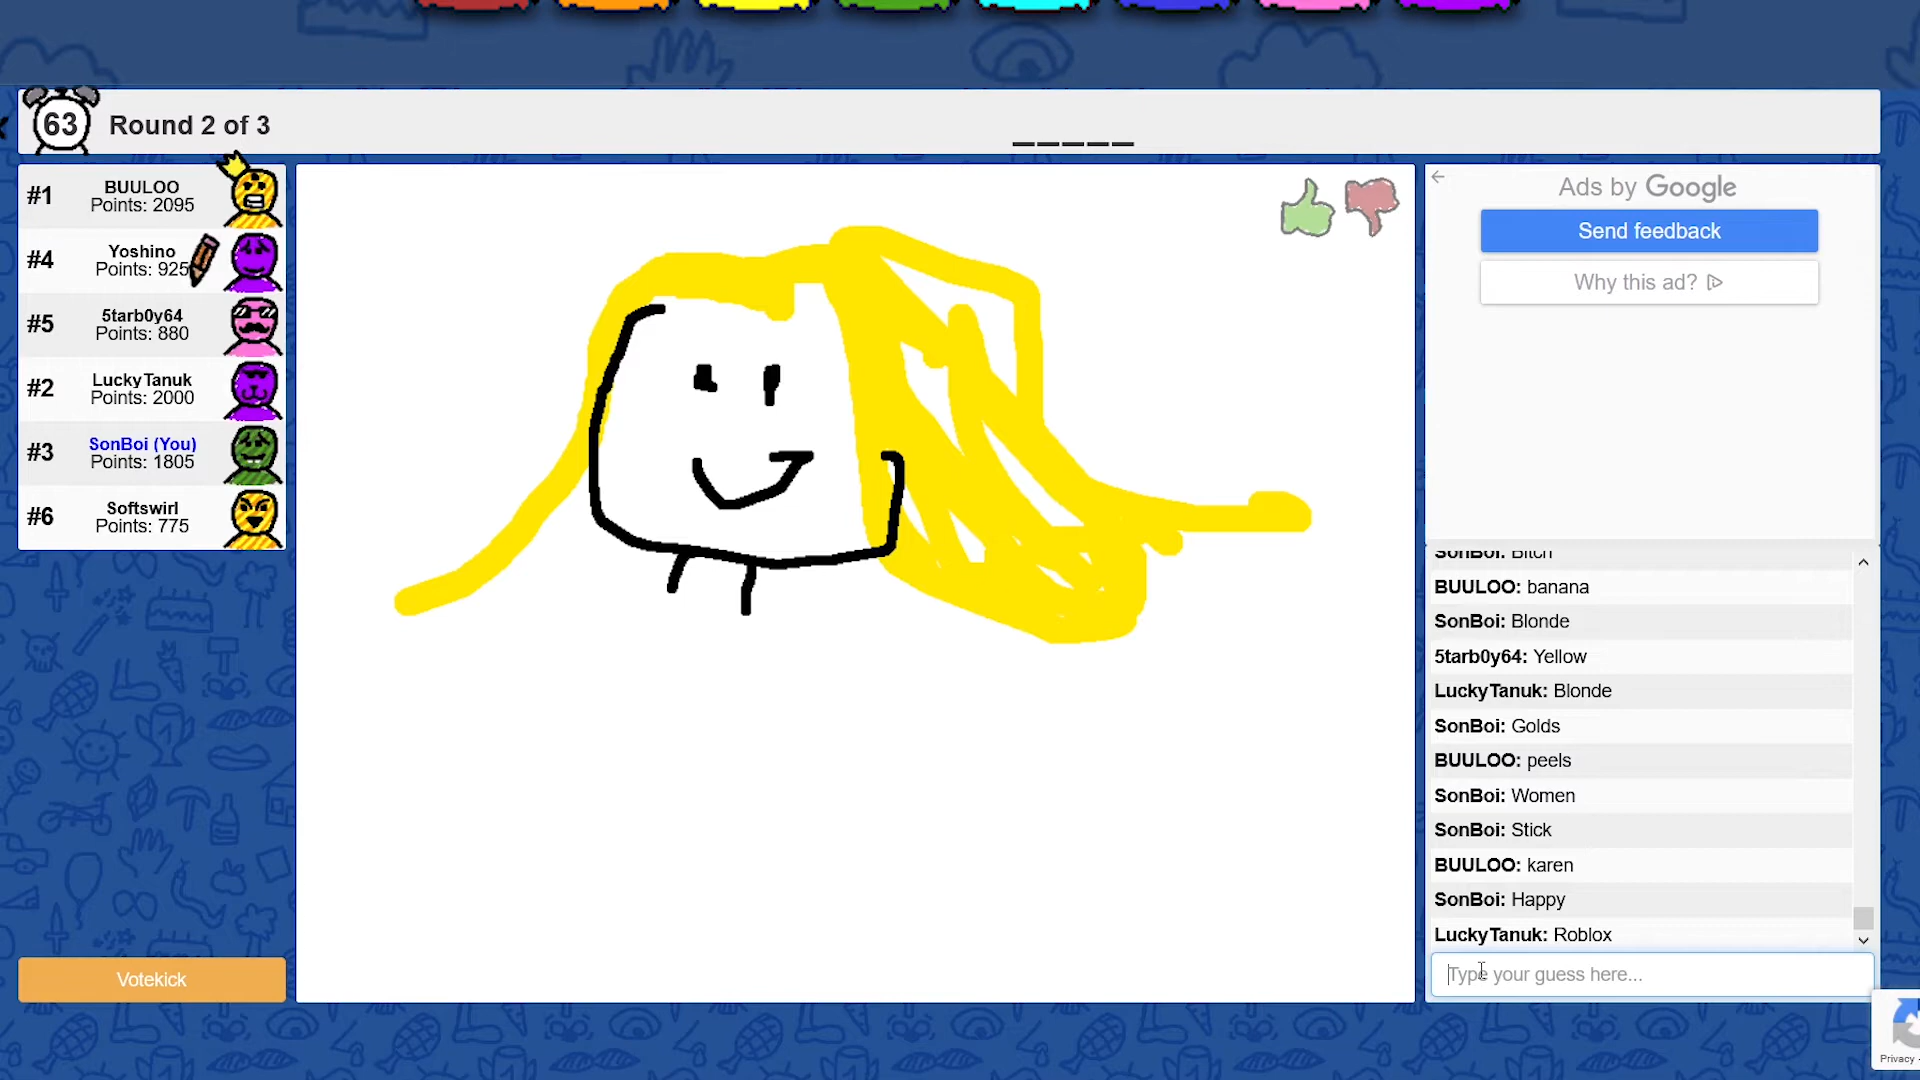 63
Round 2 of 3
_ _ _ _ _
#1
BUULOO
Points: 2095
#4
Yoshino
Points: 925
#5
5tarb0y64
Points: 880
#2
LuckyTanuk
Points: 2000
#3
SonBoi (You)
Points: 1805
#6
Softswirl
Points: 775
Votekick
Ads by Google
Send feedback
Why this ad?
SonBoi: Bitch
BUULOO: banana
SonBoi: Blonde
5tarb0y64: Yellow
LuckyTanuk: Blonde
SonBoi: Golds
BUULOO: peels
SonBoi: Women
SonBoi: Stick
BUULOO: karen
SonBoi: Happy
LuckyTanuk: Roblox
Type your guess here...
Privacy -